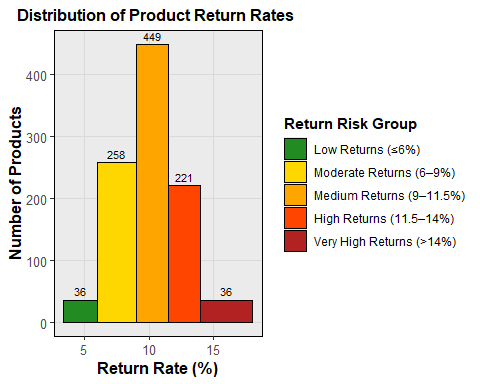 Distribution of Product Return Rates
449
400
300
258
221
200
100
36
36
0
Number of Products
5
10
15
Return Rate (%)
Return Risk Group
Low Returns (≤6%)
Moderate Returns (6–9%)
Medium Returns (9–11.5%)
High Returns (11.5–14%)
Very High Returns (>14%)